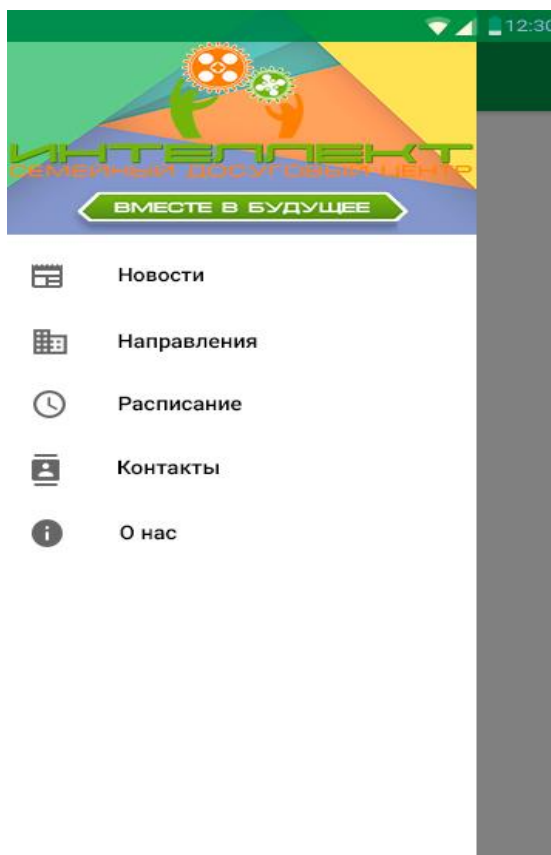 12:30
ИНТЕЛЛЕКТ
СЕМЕЙНЫЙ ДОСУГОВЫЙ ЦЕНТР
ВМЕСТЕ В БУДУЩЕЕ
Новости
Направления
Расписание
Контакты
О нас